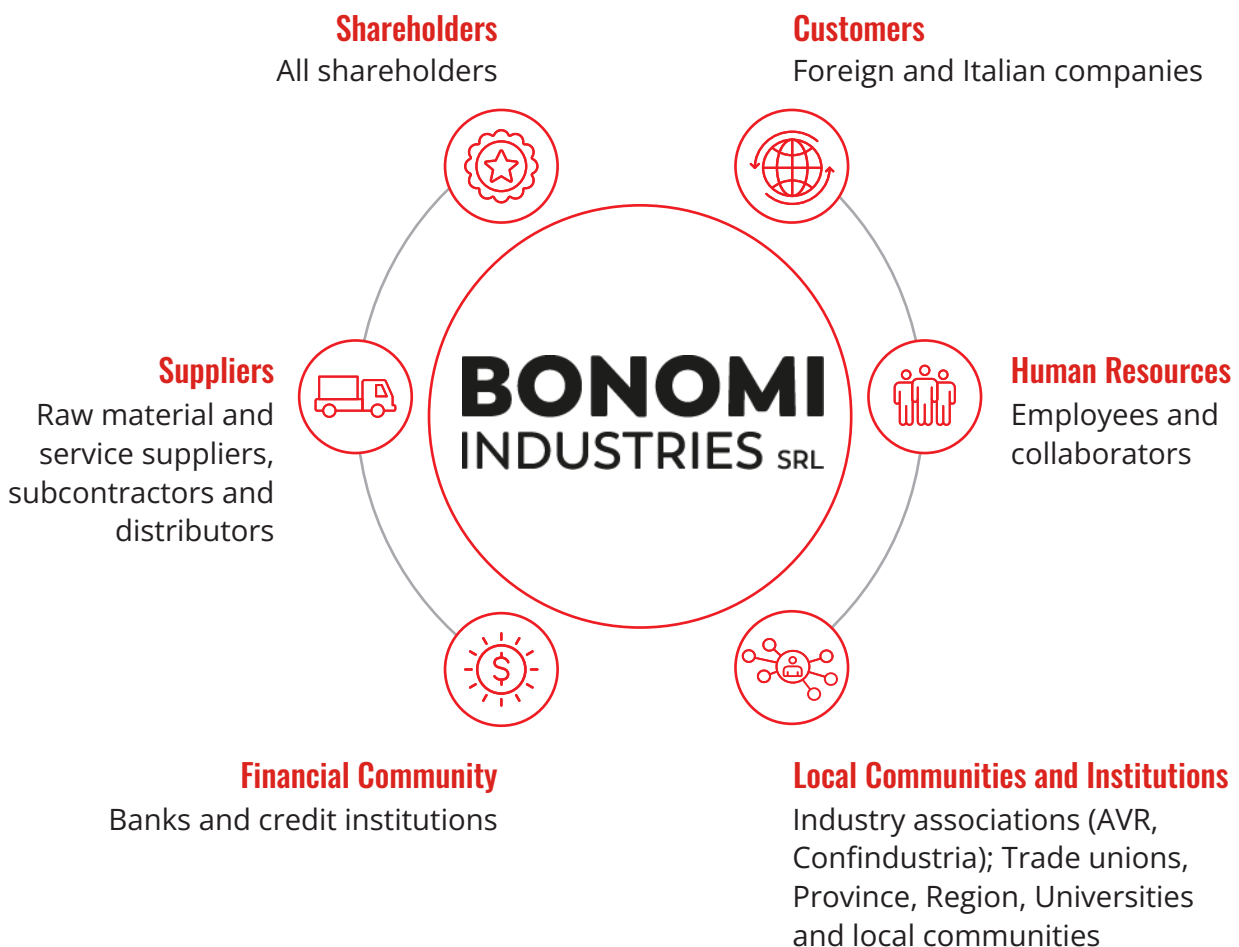 Shareholders
All shareholders
Customers
Foreign and Italian companies
Suppliers
Raw material and
service suppliers,
subcontractors and
distributors
BONOMI
INDUSTRIES SRL
Human Resources
Employees and
collaborators
$
Financial Community
Banks and credit institutions
Local Communities and Institutions
Industry associations (AVR,
Confindustria); Trade unions,
Province, Region, Universities
and local communities